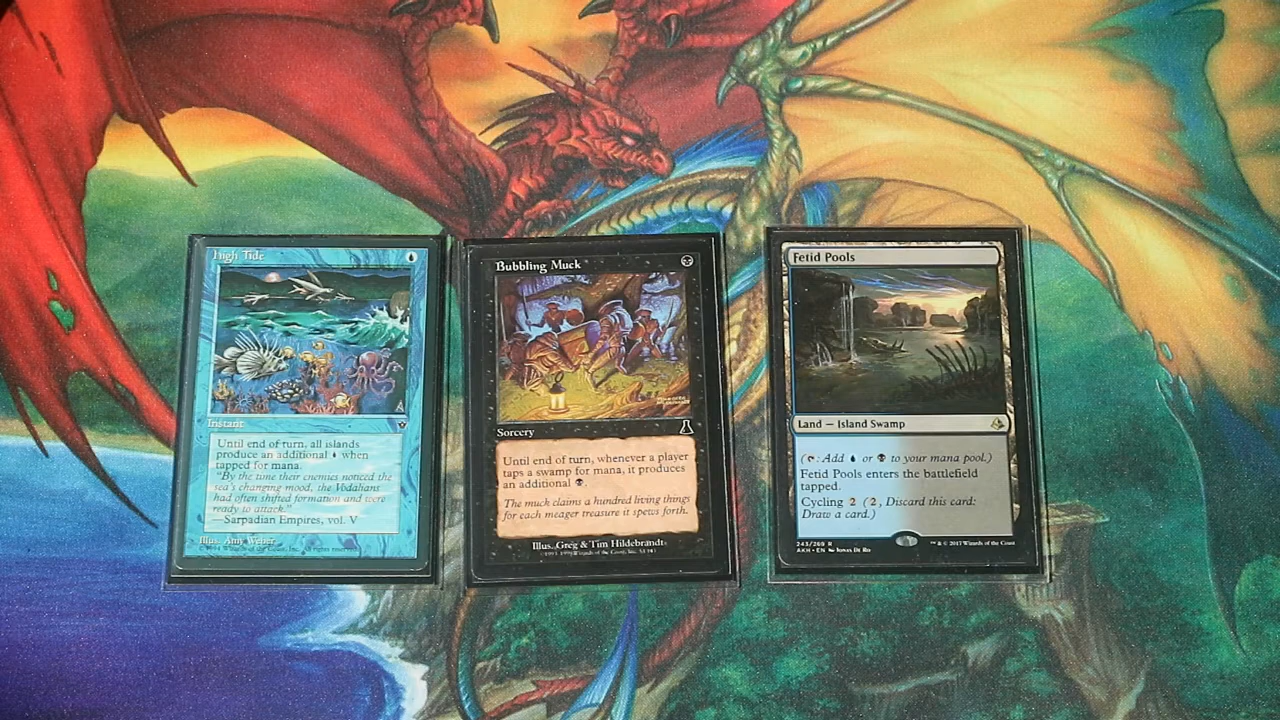 High Tide
Instant
Until end of turn, all islands
produce an additional when
tapped for mana.
"By the time their enemies noticed the
sea's changing mood, the Vodalians
had often shifted formation and were
ready to attack."
—Sarpadian Empires, vol. V
Illus. Amy Weber
Bubbling Muck
Sorcery
Until end of turn, whenever a player
taps a swamp for mana, it produces
an additional .
The muck claims a hundred living things
for each meager treasure it spews forth.
Illus. Greg & Tim Hildebrandt
Fetid Pools
Land — Island Swamp
( : Add or to your mana pool.)
Fetid Pools enters the battlefield
tapped.
Cycling 2 (2, Discard this card:
Draw a card.)
243/269 R
AKH • EN Jonas De Ro
™ & © 2017 Wizards of the Coast